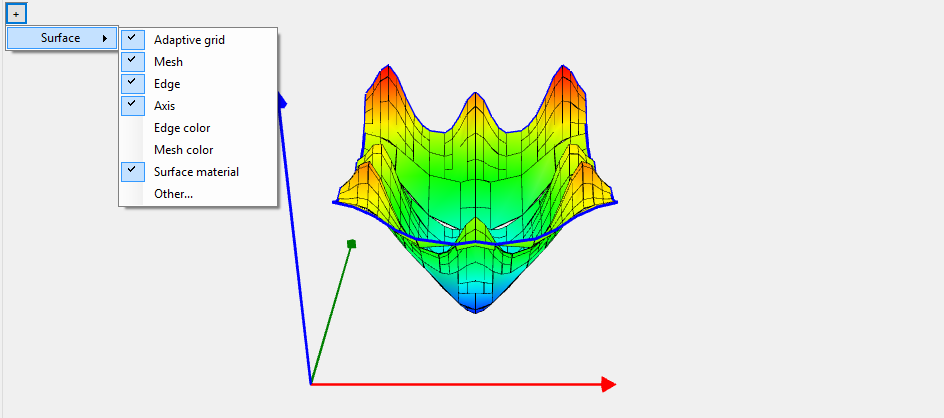 +
Surface
Adaptive grid
Mesh
Edge
Axis
Edge color
Mesh color
Surface material
Other...